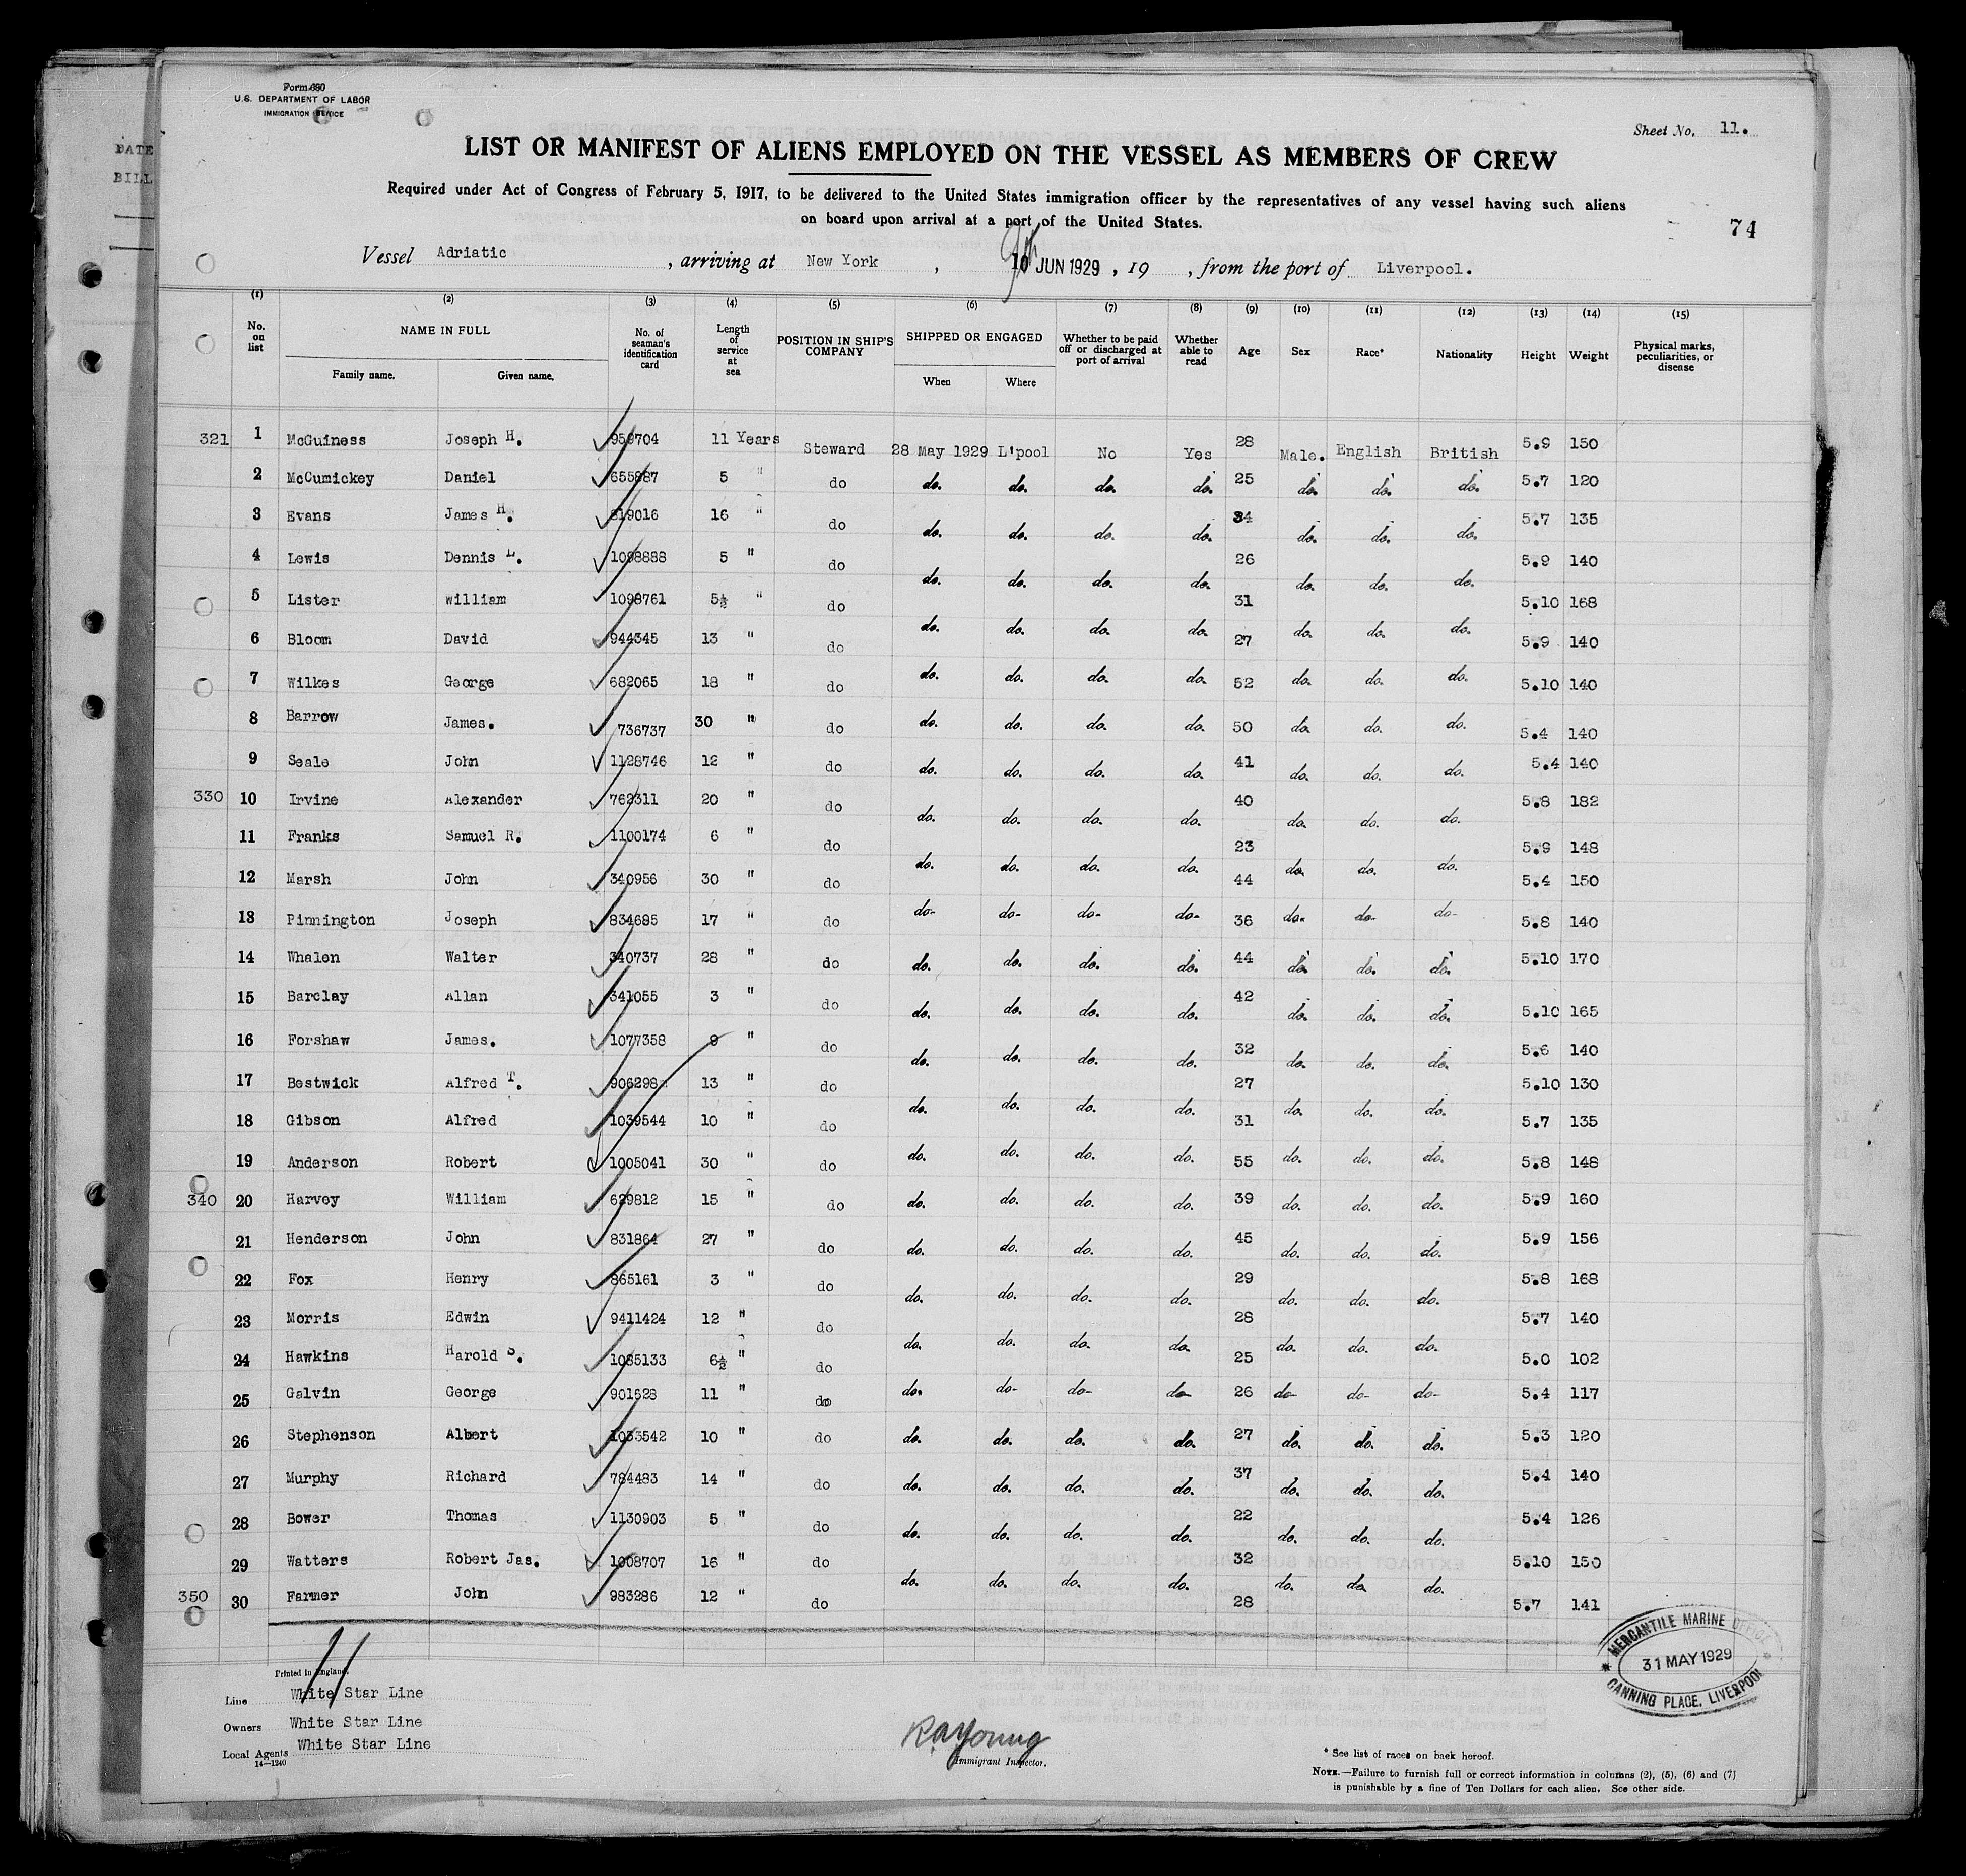 Form 680
U.S. DEPARTMENT OF LABOR
IMMIGRATION SERVICE
DATE
BILL
Sheet No. 11.
LIST OR MANIFEST OF ALIENS EMPLOYED ON THE VESSEL AS MEMBERS OF CREW
Required under Act of Congress of February 5, 1917, to be delivered to the United States immigration officer by the representatives of any vessel having such aliens
on board upon arrival at a port of the United States.
74
Vessel Adriatic, arriving at New York, 10 JUN 1929, 19 , from the port of Liverpool.
(1) (2) (3) (4) (5) (6) (7) (8) (9) (10) (11) (12) (13) (14) (15)
No. on list NAME IN FULL Family name. Given name. No. of seaman's identification card Length of service at sea POSITION IN SHIP'S COMPANY SHIPPED OR ENGAGED When Where Whether to be paid off or discharged at port of arrival Whether able to read Age Sex Race* Nationality Height Weight Physical marks, peculiarities, or disease
321 1 McGuiness Joseph H. 959704 11 Years Steward 28 May 1929 L'pool No Yes 28 Male. English British 5.9 150
2 McCumickey Daniel 655887 5 " do do. do. do. do. 25 do. do. do. 5.7 120
3 Evans James H. 819016 16 " do do. do. do. do. 34 do. do. do. 5.7 135
4 Lewis Dennis L. 1098888 5 " do do. do. do. do. 26 do. do. do. 5.9 140
5 Lister William 1098761 5½ " do do. do. do. do. 31 do. do. do. 5.10 168
6 Bloom David 944345 13 " do do. do. do. do. 27 do. do. do. 5.9 140
7 Wilkes George 682065 18 " do do. do. do. do. 52 do. do. do. 5.10 140
8 Barrow James. 736737 30 " do do. do. do. do. 50 do. do. do. 5.4 140
9 Seale John 1128746 12 " do do. do. do. do. 41 do. do. do. 5.4 140
330 10 Irvine Alexander 762311 20 " do do. do. do. do. 40 do. do. do. 5.8 182
11 Franks Samuel R. 1100174 6 " do do. do. do. do. 23 do. do. do. 5.9 148
12 Marsh John 340956 30 " do do. do. do. do. 44 do. do. do. 5.4 150
13 Pinnington Joseph 834685 17 " do do. do. do. do. 36 do. do. do. 5.8 140
14 Whalen Walter 340737 28 " do do. do. do. do. 44 do. do. do. 5.10 170
15 Barclay Allan 341055 3 " do do. do. do. do. 42 do. do. do. 5.10 165
16 Forshaw James. 1077358 9 " do do. do. do. do. 32 do. do. do. 5.6 140
17 Bestwick Alfred T. 906298 13 " do do. do. do. do. 27 do. do. do. 5.10 130
18 Gibson Alfred 1039544 10 " do do. do. do. do. 31 do. do. do. 5.7 135
19 Anderson Robert 1005041 30 " do do. do. do. do. 55 do. do. do. 5.8 148
340 20 Harvey William 629812 15 " do do. do. do. do. 39 do. do. do. 5.9 160
21 Henderson John 831864 27 " do do. do. do. do. 45 do. do. do. 5.9 156
22 Fox Henry 865161 3 " do do. do. do. do. 29 do. do. do. 5.8 168
23 Morris Edwin 9411424 12 " do do. do. do. do. 28 do. do. do. 5.7 140
24 Hawkins Harold S. 1085133 6½ " do 25 5.0 102
25 Galvin George 901628 11 " do do. do. do. do. 26 do. do. do. 5.4 117
26 Stephenson Albert 1033542 10 " do do. do. do. do. 27 do. do. do. 5.3 120
27 Murphy Richard 784483 14 " do do. do. do. do. 37 do. do. do. 5.4 140
28 Bower Thomas 1130903 5 " do do. do. do. do. 22 do. do. do. 5.4 126
29 Watters Robert Jas. 1008707 16 " do do. do. do. do. 32 do. do. do. 5.10 150
350 30 Farmer John 983286 12 " do 28 5.7 141
11
Printed in England.
Line White Star Line
Owners White Star Line
Local Agents White Star Line
14—1240
MERCANTILE MARINE OFFICE
31 MAY 1929
CANNING PLACE, LIVERPOOL
R A Young
Immigrant Inspector.
* See list of races on back hereof.
NOTE.—Failure to furnish full or correct information in columns (2), (5), (6) and (7)
is punishable by a fine of Ten Dollars for each alien. See other side.